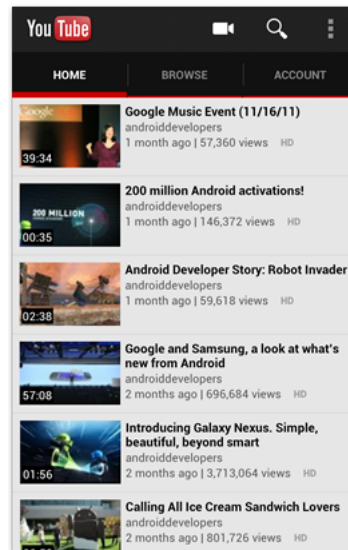 You Tube
HOME BROWSE ACCOUNT
Google
39:34
Google Music Event (11/16/11)
androiddevelopers
1 month ago | 57,360 views HD
200 MILLION
00:35
200 million Android activations!
androiddevelopers
1 month ago | 146,372 views HD
02:38
Android Developer Story: Robot Invader
androiddevelopers
1 month ago | 59,618 views HD
57:08
Google and Samsung, a look at what's
new from Android
androiddevelopers
2 months ago | 696,684 views HD
01:56
Introducing Galaxy Nexus. Simple,
beautiful, beyond smart
androiddevelopers
2 months ago | 3,713,064 views HD
Calling All Ice Cream Sandwich Lovers
androiddevelopers
2 months ago | 801,726 views HD